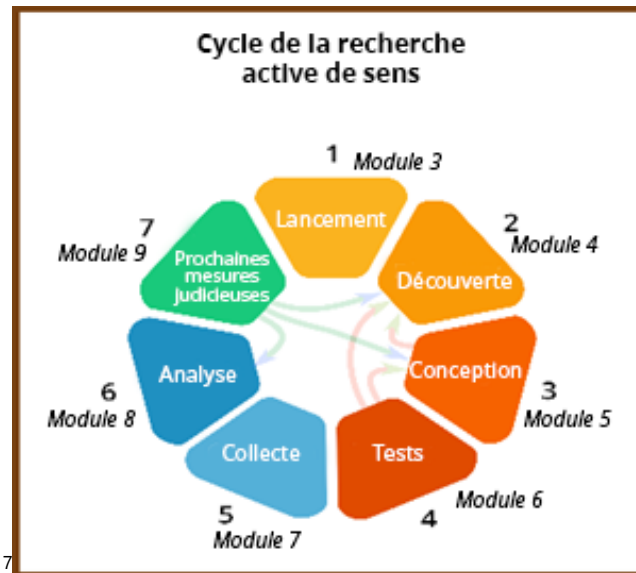 Cycle de la recherche
active de sens
1
Module 3
Lancement
2
Module 4
Découverte
3
Module 5
Conception
4
Module 6
Tests
5
Module 7
Collecte
6
Module 8
Analyse
7
Module 9
Prochaines
mesures
judicieuses
7